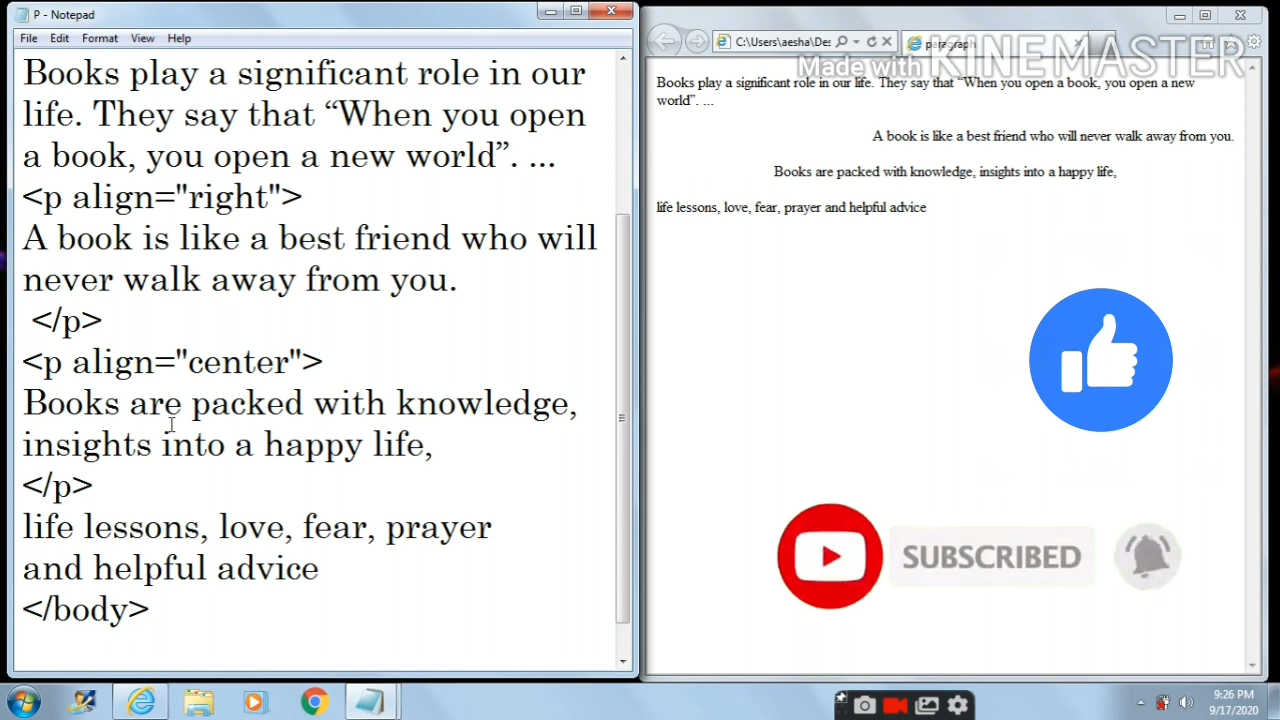 P - Notepad
File Edit Format View Help
Books play a significant role in our
life. They say that “When you open
a book, you open a new world”. ...
<p align="right">
A book is like a best friend who will
never walk away from you.
</p>
<p align="center">
Books are packed with knowledge,
insights into a happy life,
</p>
life lessons, love, fear, prayer
and helpful advice
</body>
C:\Users\aesha\Des
paragraph
Made with KINEMASTER
Books play a significant role in our life. They say that “When you open a book, you open a new
world”. ...
A book is like a best friend who will never walk away from you.
Books are packed with knowledge, insights into a happy life,
life lessons, love, fear, prayer and helpful advice
SUBSCRIBED
9:26 PM
9/17/2020